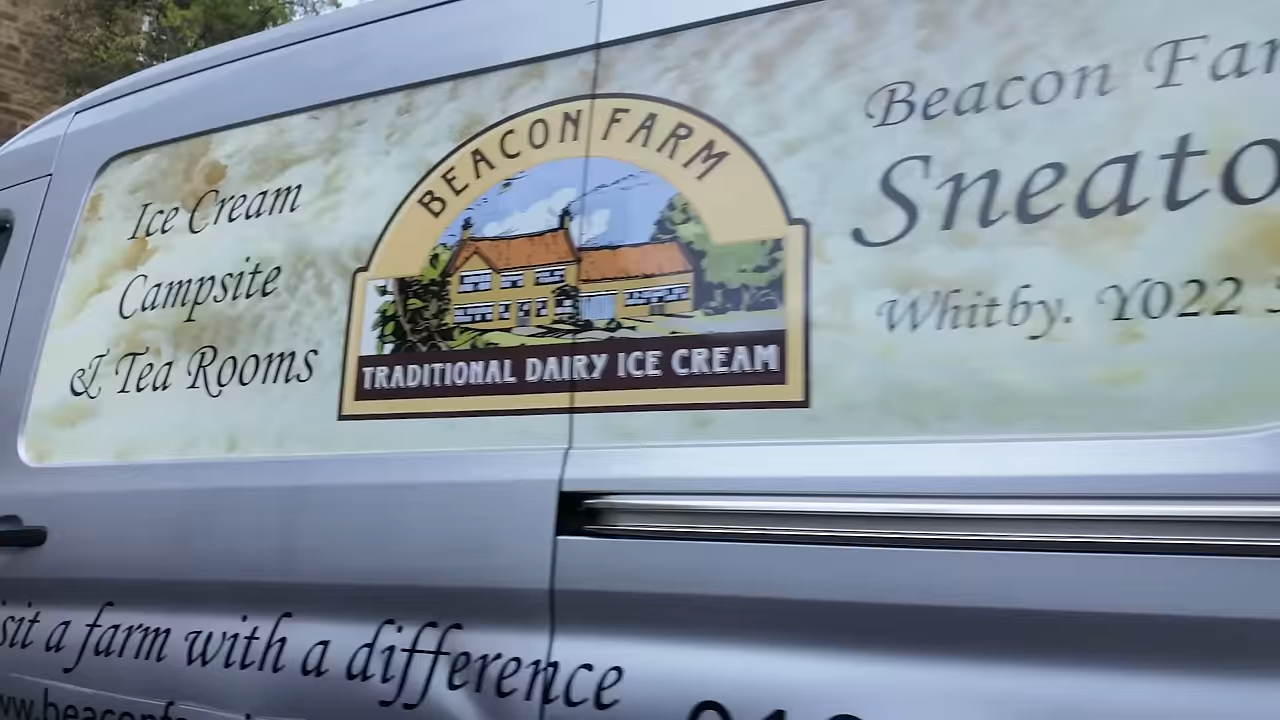 Ice Cream
Campsite
& Tea Rooms
BEACON FARM
TRADITIONAL DAIRY ICE CREAM
Beacon Far
Sneato
Whitby. YO22
sit a farm with a difference